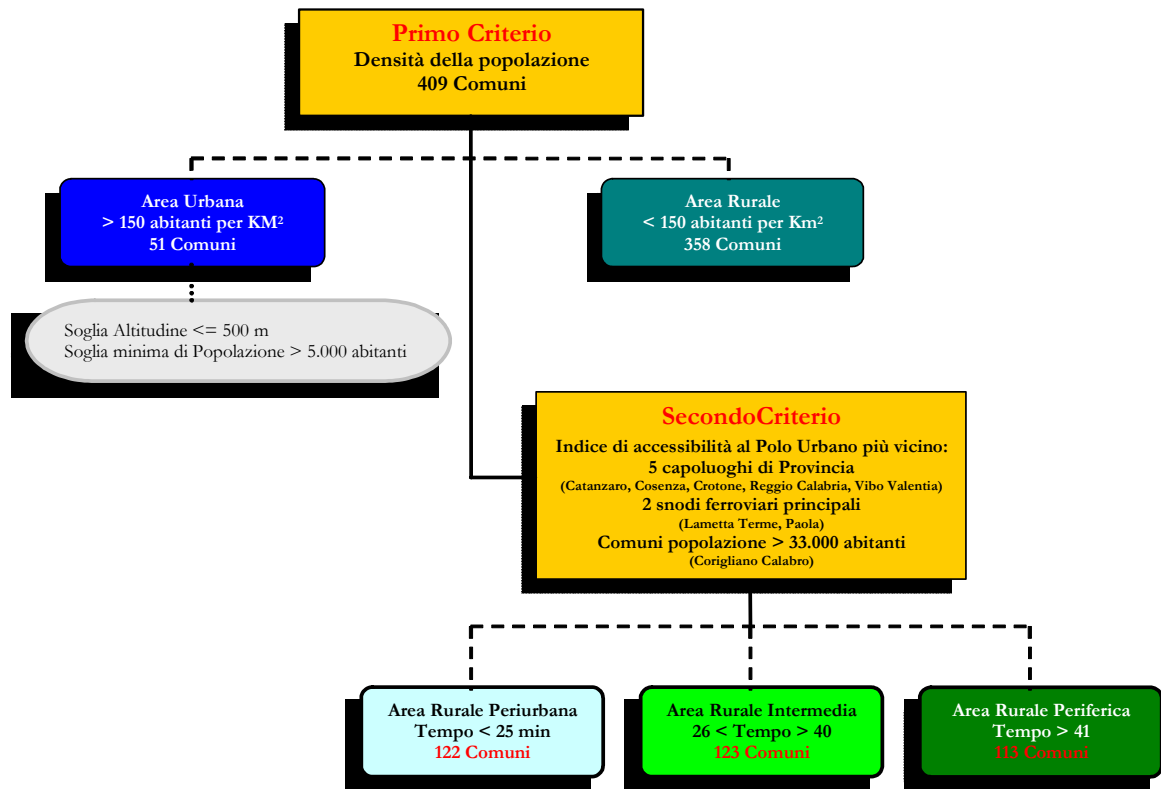 Primo Criterio
Densità della popolazione
409 Comuni
Area Urbana
> 150 abitanti per KM²
51 Comuni
Area Rurale
< 150 abitanti per Km²
358 Comuni
Soglia Altitudine <= 500 m
Soglia minima di Popolazione > 5.000 abitanti
SecondoCriterio
Indice di accessibilità al Polo Urbano più vicino:
5 capoluoghi di Provincia
(Catanzaro, Cosenza, Crotone, Reggio Calabria, Vibo Valentia)
2 snodi ferroviari principali
(Lametta Terme, Paola)
Comuni popolazione > 33.000 abitanti
(Corigliano Calabro)
Area Rurale Periurbana
Tempo < 25 min
122 Comuni
Area Rurale Intermedia
26 < Tempo > 40
123 Comuni
Area Rurale Periferica
Tempo > 41
113 Comuni